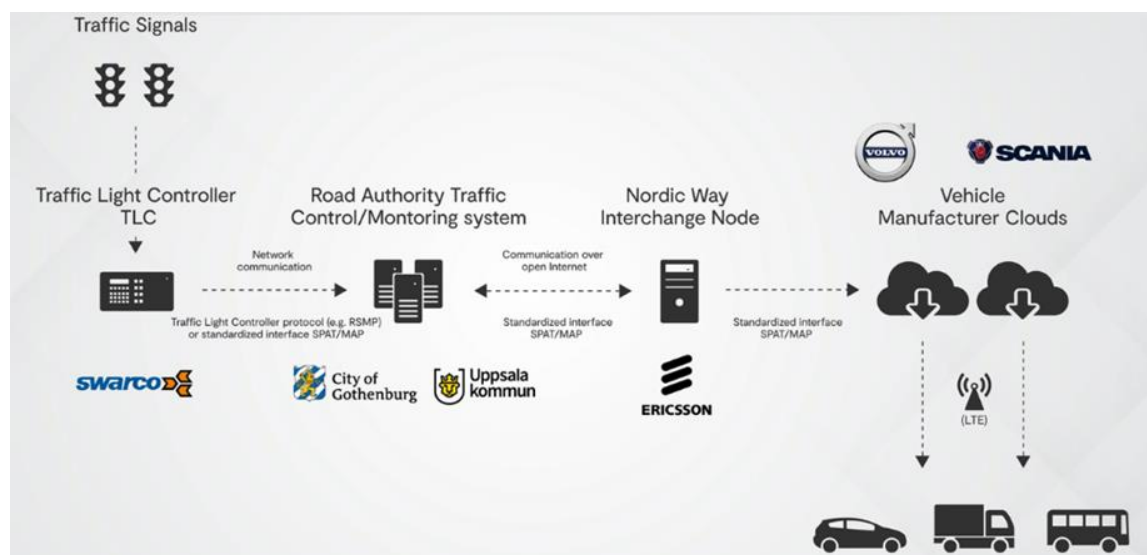 Traffic Signals
Traffic Light Controller
TLC
Road Authority Traffic
Control/Montoring system
Nordic Way
Interchange Node
VOLVO
SCANIA
Vehicle
Manufacturer Clouds
Network
communication
Communication over
open Internet
Traffic Light Controller protocol (e.g. RSMP)
or standardized interface SPAT/MAP
Standardized interface
SPAT/MAP
Standardized interface
SPAT/MAP
swarco
City of
Gothenburg
Uppsala
kommun
ERICSSON
(LTE)